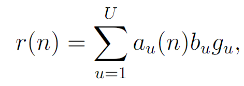 r(n) = \sum_{u=1}^{U} a_u(n) b_u g_u,